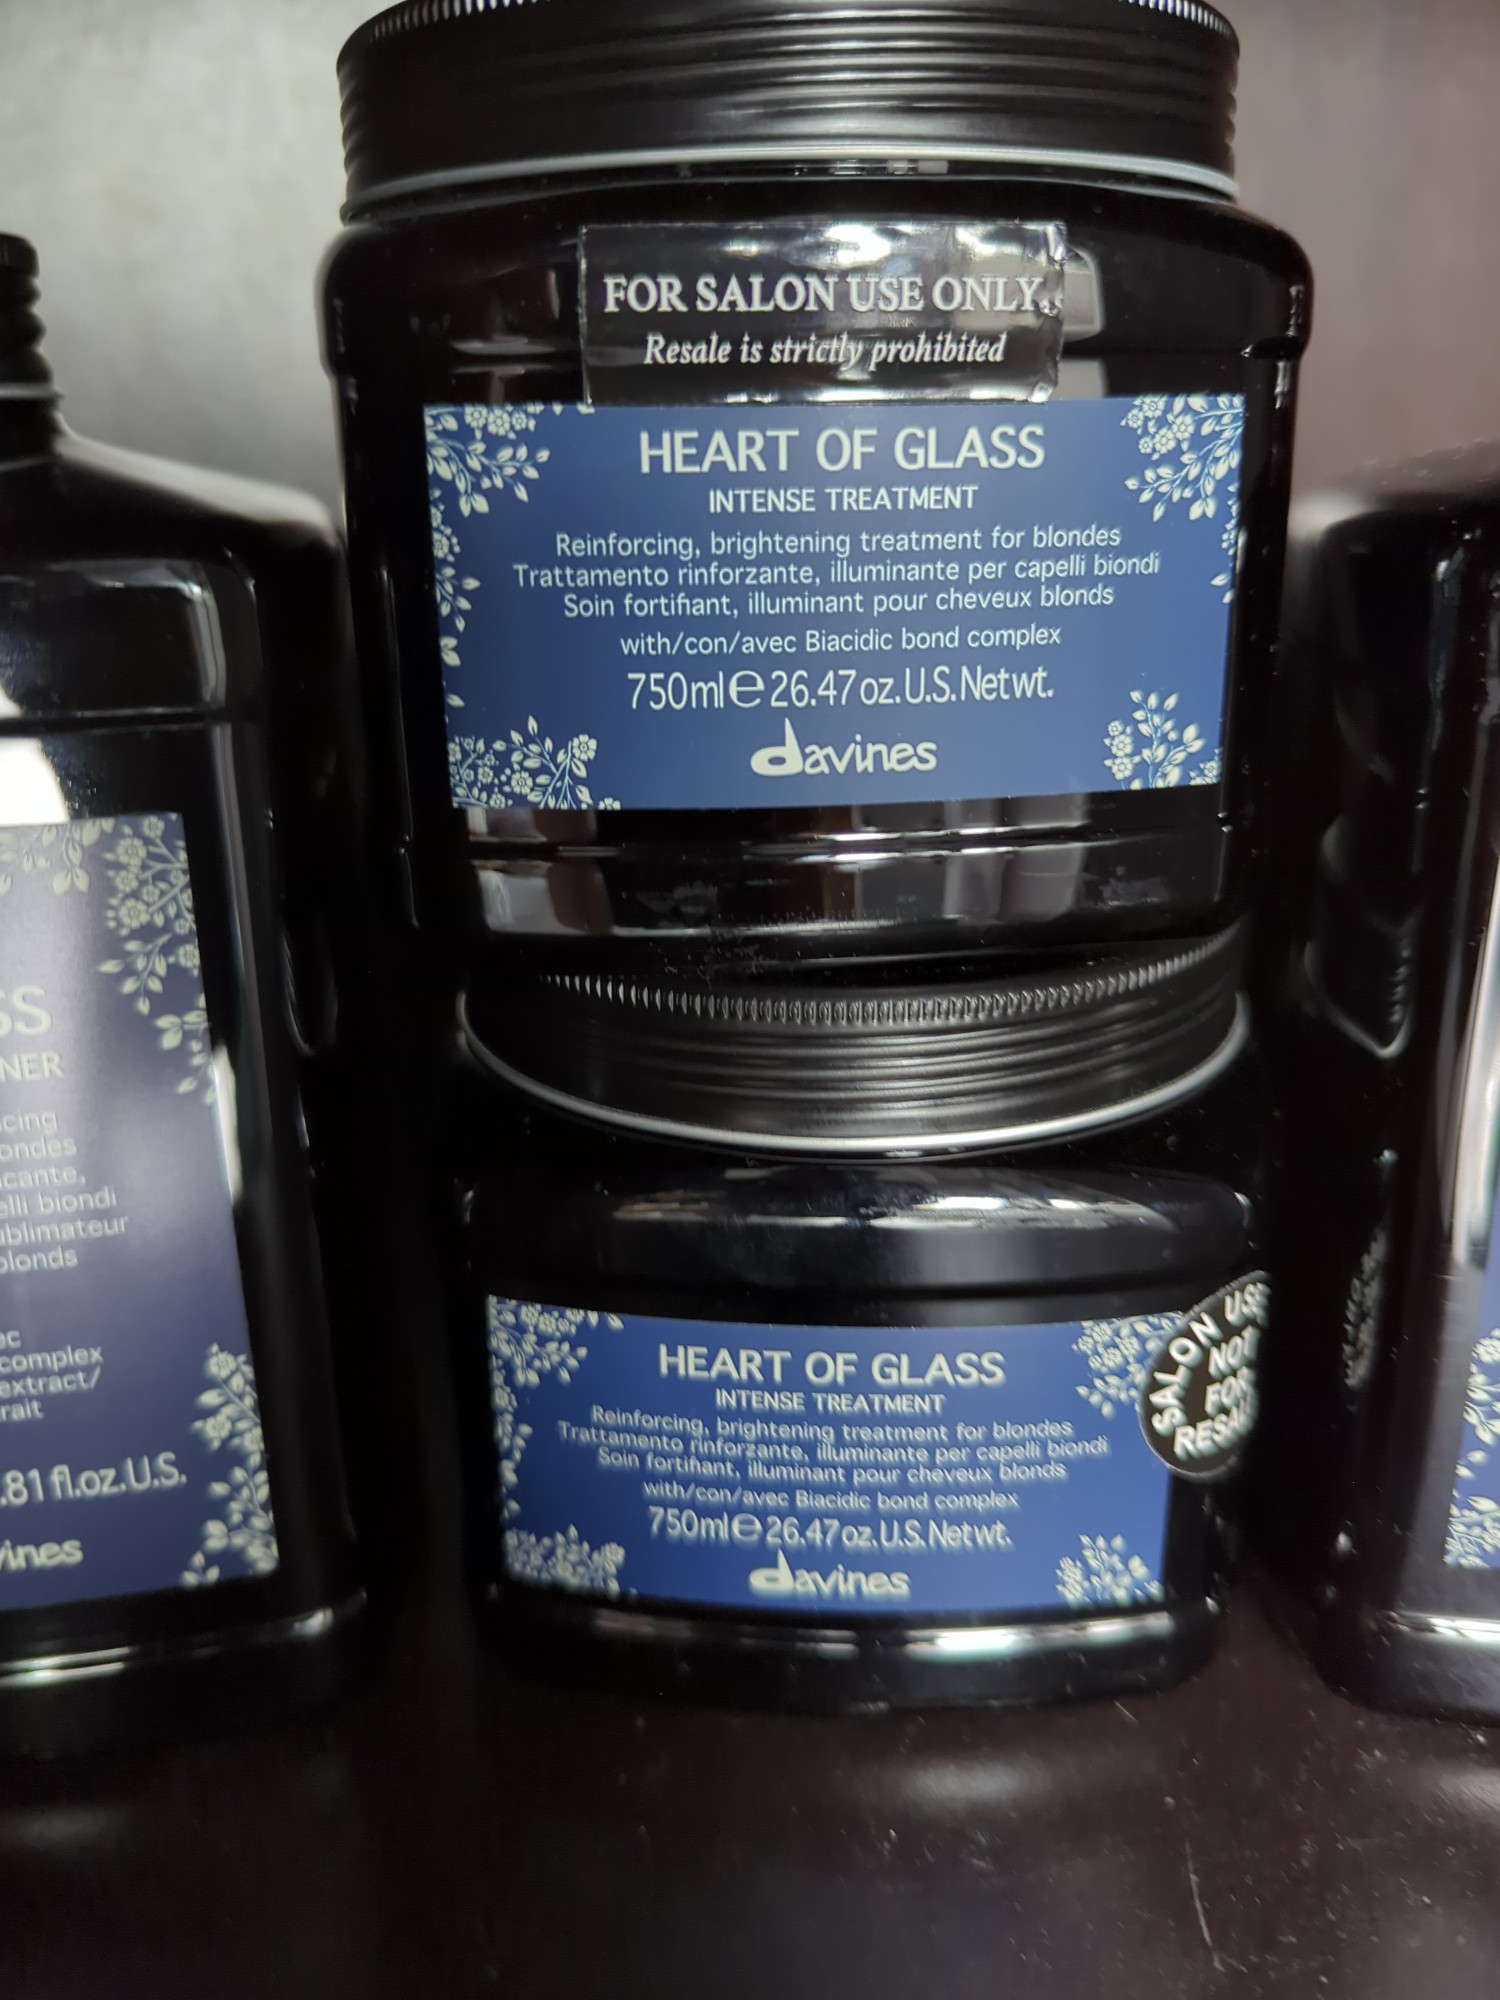 FOR SALON USE ONLY.
Resale is strictly prohibited
HEART OF GLASS
INTENSE TREATMENT
Reinforcing, brightening treatment for blondes
Trattamento rinforzante, illuminante per capelli biondi
Soin fortifiant, illuminant pour cheveux blonds
with/con/avec Biacidic bond complex
750ml℮26.47oz.U.S.Netwt.
davines
HEART OF GLASS
INTENSE TREATMENT
Reinforcing, brightening treatment for blondes
Trattamento rinforzante, illuminante per capelli biondi
Soin fortifiant, illuminant pour cheveux blonds
with/con/avec Biacidic bond complex
750ml℮26.47oz.U.S.Netwt.
davines
SALON US
NOT
FOR
RESA
SS
NER
cing
ondes
cante,
elli biondi
ublimateur
blonds
ec
complex
extract/
rait
.81 fl.oz.U.S.
vines